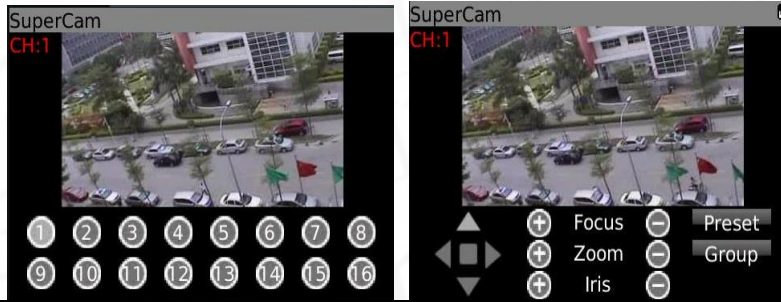 SuperCam
CH:1
1 2 3 4 5 6 7 8
9 10 11 12 13 14 15 16
SuperCam
CH:1
Focus Preset
Zoom Group
Iris